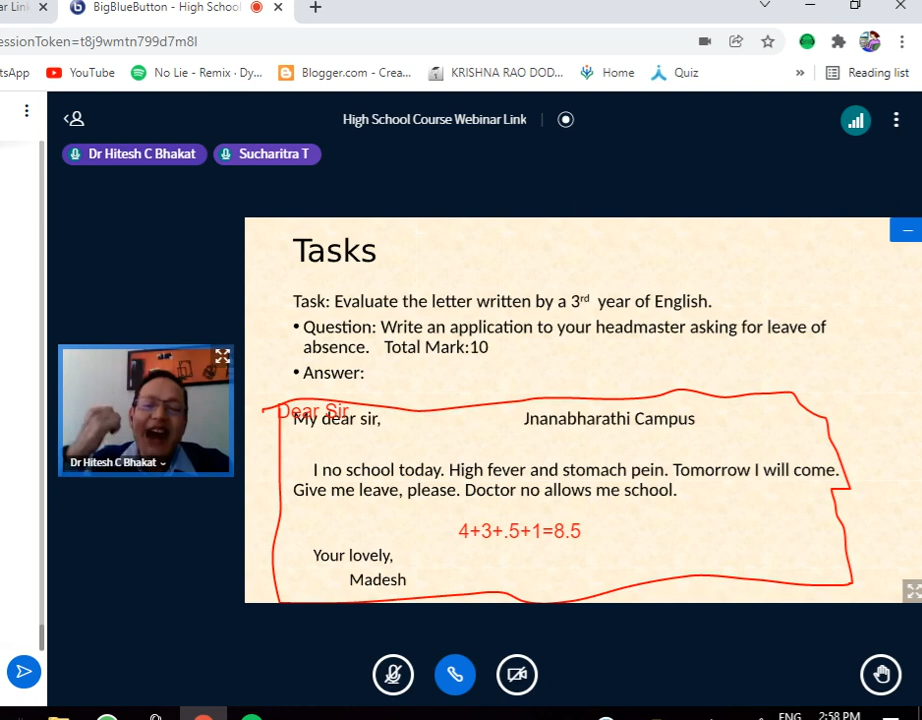 BigBlueButton - High School
essionToken=t8j9wmtn799d7m8l
tsApp
YouTube
No Lie - Remix · Dy...
Blogger.com - Crea...
KRISHNA RAO DOD...
Home
Quiz
»
Reading list
High School Course Webinar Link
Dr Hitesh C Bhakat
Sucharitra T
Tasks
Task: Evaluate the letter written by a 3rd year of English.
• Question: Write an application to your headmaster asking for leave of
absence. Total Mark:10
• Answer:
Dear Sir
My dear sir, Jnanabharathi Campus
I no school today. High fever and stomach pein. Tomorrow I will come.
Give me leave, please. Doctor no allows me school.
4+3+.5+1=8.5
Your lovely,
Madesh
Dr Hitesh C Bhakat
ENG
2:58 PM